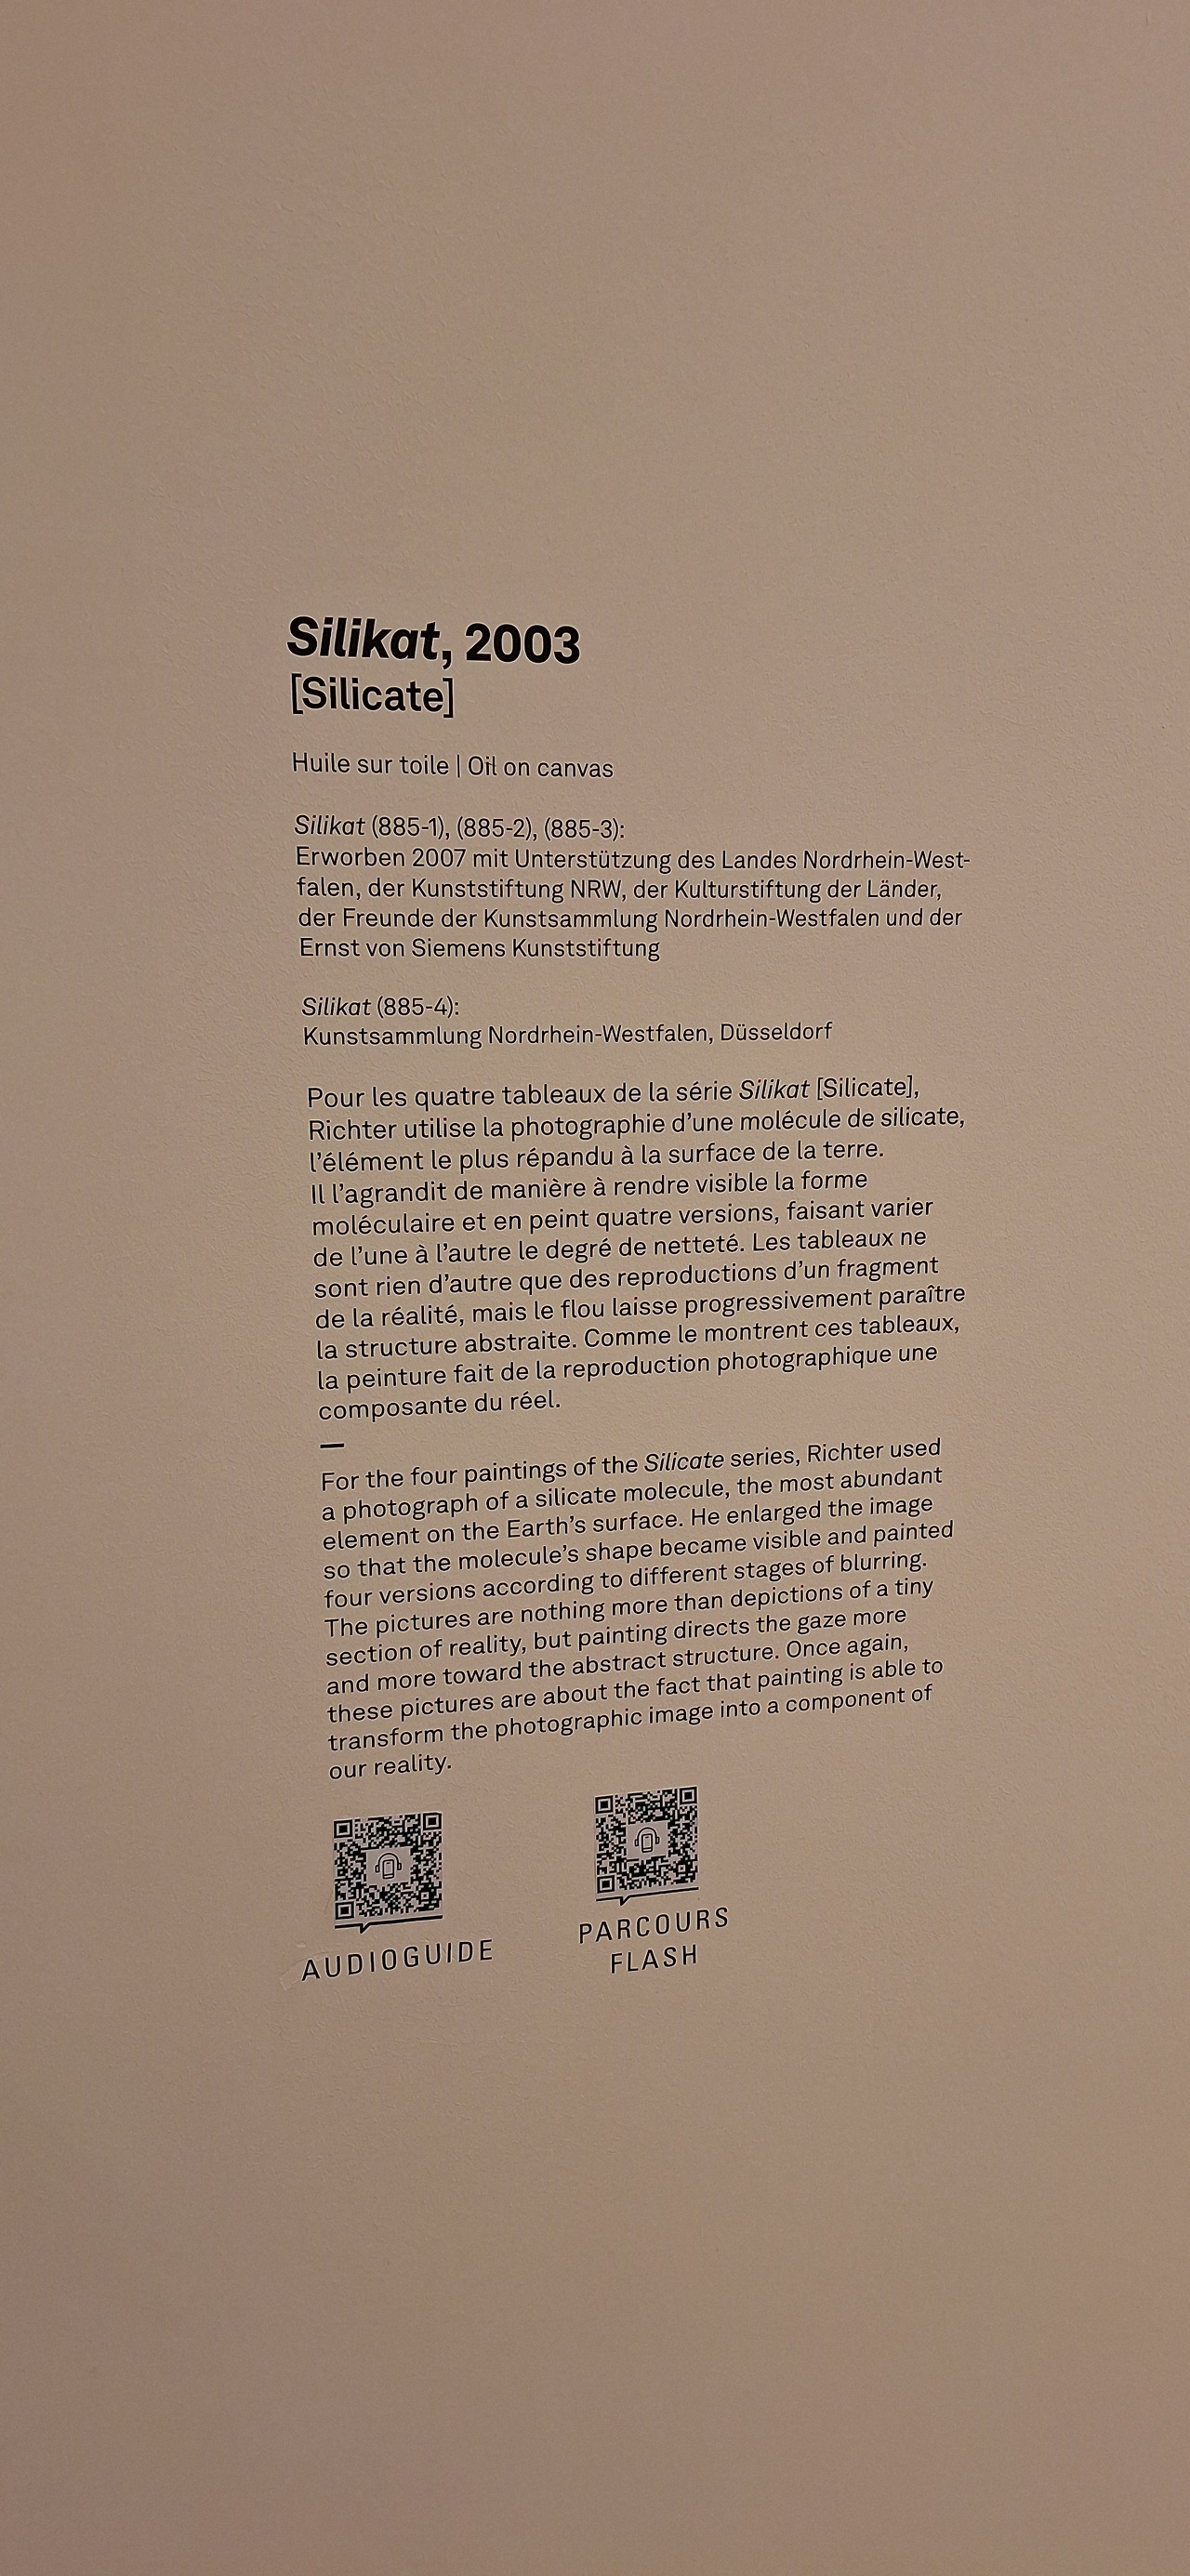 Silikat, 2003
[Silicate]
Huile sur toile | Oil on canvas
Silikat (885-1), (885-2), (885-3):
Erworben 2007 mit Unterstützung des Landes Nordrhein-West-
falen, der Kunststiftung NRW, der Kulturstiftung der Länder,
der Freunde der Kunstsammlung Nordrhein-Westfalen und der
Ernst von Siemens Kunststiftung
Silikat (885-4):
Kunstsammlung Nordrhein-Westfalen, Düsseldorf
Pour les quatre tableaux de la série Silikat [Silicate],
Richter utilise la photographie d’une molécule de silicate,
l’élément le plus répandu à la surface de la terre.
Il l’agrandit de manière à rendre visible la forme
moléculaire et en peint quatre versions, faisant varier
de l’une à l’autre le degré de netteté. Les tableaux ne
sont rien d’autre que des reproductions d’un fragment
de la réalité, mais le flou laisse progressivement paraître
la structure abstraite. Comme le montrent ces tableaux,
la peinture fait de la reproduction photographique une
composante du réel.
—
For the four paintings of the Silicate series, Richter used
a photograph of a silicate molecule, the most abundant
element on the Earth’s surface. He enlarged the image
so that the molecule’s shape became visible and painted
four versions according to different stages of blurring.
The pictures are nothing more than depictions of a tiny
section of reality, but painting directs the gaze more
and more toward the abstract structure. Once again,
these pictures are about the fact that painting is able to
transform the photographic image into a component of
our reality.
AUDIOGUIDE
PARCOURS
FLASH